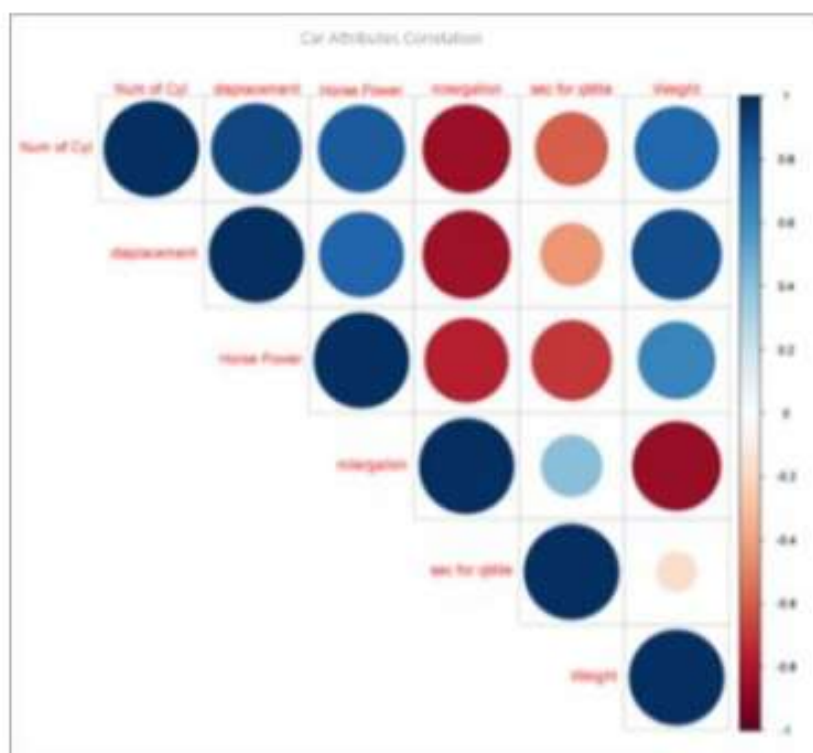 Car Attributes Correlation
Num of Cyl displacement Horse Power milergallon sec for qMile Weight
1
Num of Cyl
0.8
displacement
0.6
0.4
Horse Power
0.2
0
milergallon
-0.2
-0.4
sec for qMile
-0.6
Weight
-0.8
-1